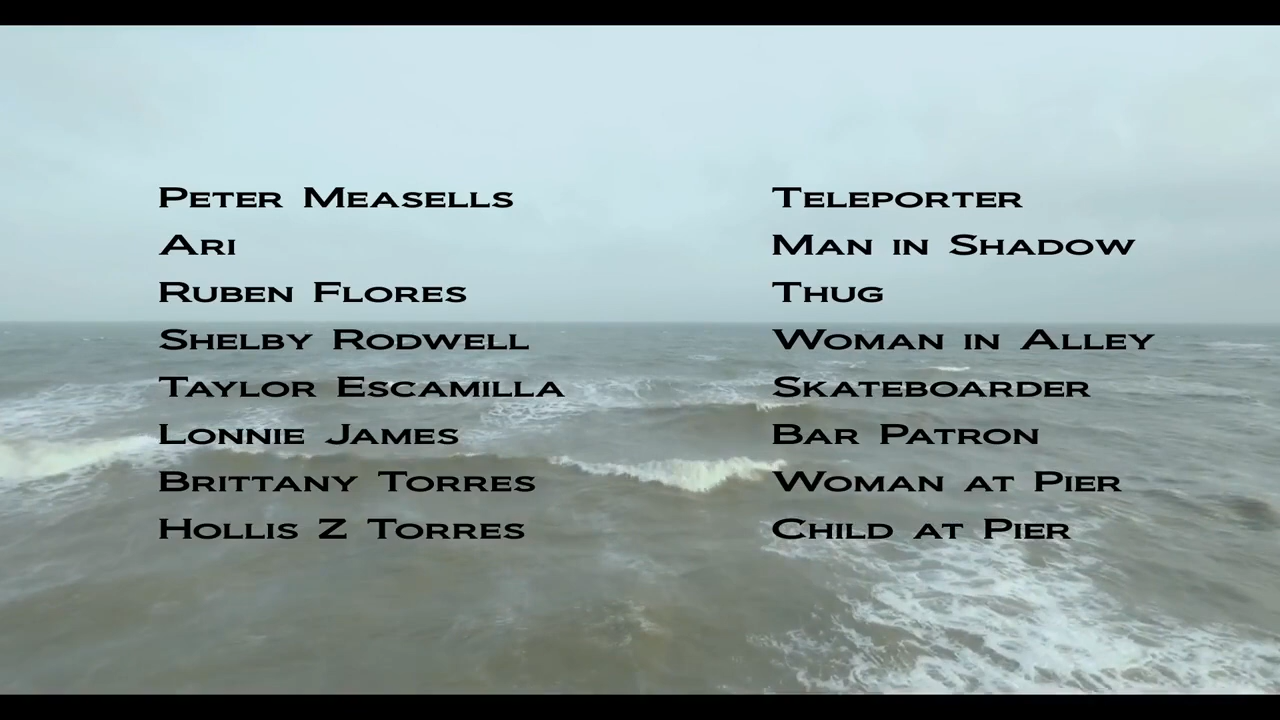 Peter Measells Teleporter
Ari Man in Shadow
Ruben Flores Thug
Shelby Rodwell Woman in Alley
Taylor Escamilla Skateboarder
Lonnie James Bar Patron
Brittany Torres Woman at Pier
Hollis Z Torres Child at Pier